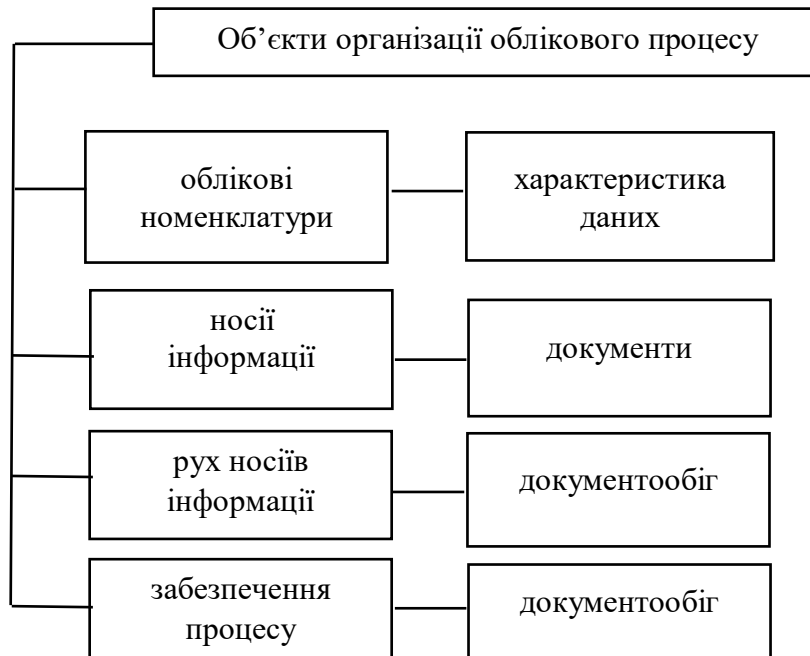 Об’єкти організації облікового процесу
облікові
номенклатури
характеристика
даних
носії
інформації
документи
рух носіїв
інформації
документообіг
забезпечення
процесу
документообіг